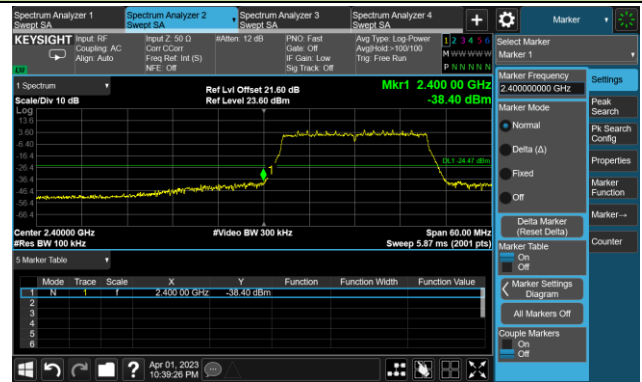 Spectrum Analyzer 1
Swept SA
Spectrum Analyzer 2
Swept SA
Spectrum Analyzer 3
Swept SA
Spectrum Analyzer 4
Swept SA
+
Marker
KEYSIGHT
Input: RF
Coupling: AC
Align: Auto
Input Z: 50 Ω
Corr CCorr
Freq Ref: Int (S)
NFE: Off
#Atten: 12 dB
PNO: Fast
Gate: Off
IF Gain: Low
Sig Track: Off
Avg Type: Log-Power
Avg|Hold:>100/100
Trig: Free Run
1 2 3 4 5 6
M W W W W W
P N N N N N
Select Marker
Marker 1
1 Spectrum
Scale/Div 10 dB
Ref Lvl Offset 21.60 dB
Ref Level 23.60 dBm
Mkr1 2.400 00 GHz
-38.40 dBm
Log
13.6
3.60
-6.40
-16.4
-26.4
-36.4
-46.4
-56.4
-66.4
1
DL1 -24.47 dBm
Center 2.40000 GHz
#Res BW 100 kHz
#Video BW 300 kHz
Span 60.00 MHz
Sweep 5.87 ms (2001 pts)
5 Marker Table
Mode Trace Scale X Y Function Function Width Function Value
1 N 1 f 2.400 00 GHz -38.40 dBm
2
3
4
5
6
Marker Frequency
2.400000000 GHz
Marker Mode
Normal
Delta (Δ)
Fixed
Off
Delta Marker
(Reset Delta)
Marker Table
On
Off
Marker Settings
Diagram
All Markers Off
Couple Markers
On
Off
Settings
Peak
Search
Pk Search
Config
Properties
Marker
Function
Marker→
Counter
?
Apr 01, 2023
10:39:26 PM